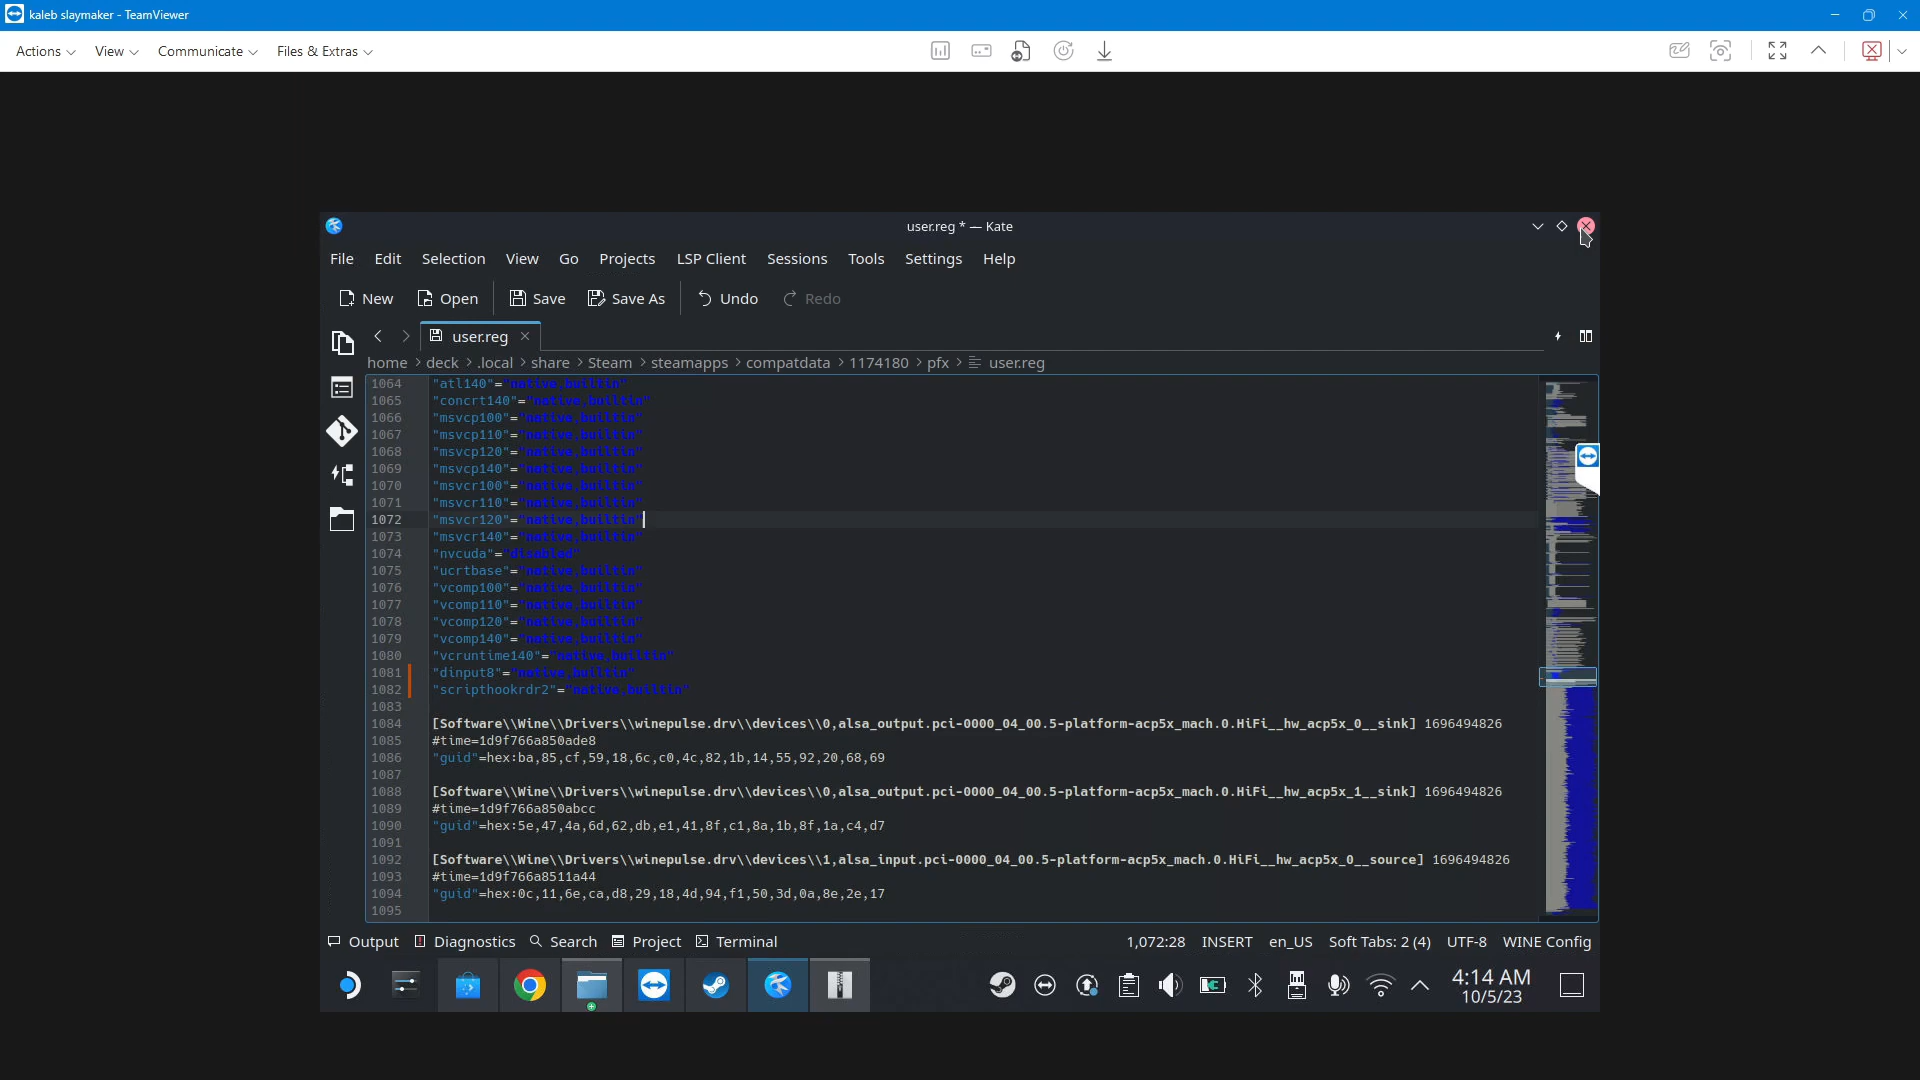 kaleb slaymaker - TeamViewer
Actions View Communicate Files & Extras
user.reg * — Kate
File Edit Selection View Go Projects LSP Client Sessions Tools Settings Help
New Open Save Save As Undo Redo
user.reg
home > deck > .local > share > Steam > steamapps > compatdata > 1174180 > pfx > user.reg
1064 "atl140"="native,builtin"
1065 "concrt140"="native,builtin"
1066 "msvcp100"="native,builtin"
1067 "msvcp110"="native,builtin"
1068 "msvcp120"="native,builtin"
1069 "msvcp140"="native,builtin"
1070 "msvcr100"="native,builtin"
1071 "msvcr110"="native,builtin"
1072 "msvcr120"="native,builtin"
1073 "msvcr140"="native,builtin"
1074 "nvcuda"="disabled"
1075 "ucrtbase"="native,builtin"
1076 "vcomp100"="native,builtin"
1077 "vcomp110"="native,builtin"
1078 "vcomp120"="native,builtin"
1079 "vcomp140"="native,builtin"
1080 "vcruntime140"="native,builtin"
1081 "dinput8"="native,builtin"
1082 "scripthookrdr2"="native,builtin"
1083
1084 [Software\\Wine\\Drivers\\winepulse.drv\\devices\\0,alsa_output.pci-0000_04_00.5-platform-acp5x_mach.0.HiFi__hw_acp5x_0__sink] 1696494826
1085 #time=1d9f766a850ade8
1086 "guid"=hex:ba,85,cf,59,18,6c,c0,4c,82,1b,14,55,92,20,68,69
1087
1088 [Software\\Wine\\Drivers\\winepulse.drv\\devices\\0,alsa_output.pci-0000_04_00.5-platform-acp5x_mach.0.HiFi__hw_acp5x_1__sink] 1696494826
1089 #time=1d9f766a850abcc
1090 "guid"=hex:5e,47,4a,6d,62,db,e1,41,8f,c1,8a,1b,8f,1a,c4,d7
1091
1092 [Software\\Wine\\Drivers\\winepulse.drv\\devices\\1,alsa_input.pci-0000_04_00.5-platform-acp5x_mach.0.HiFi__hw_acp5x_0__source] 1696494826
1093 #time=1d9f766a8511a44
1094 "guid"=hex:0c,11,6e,ca,d8,29,18,4d,94,f1,50,3d,0a,8e,2e,17
1095
Output Diagnostics Search Project Terminal 1,072:28 INSERT en_US Soft Tabs: 2 (4) UTF-8 WINE Config
4:14 AM
10/5/23